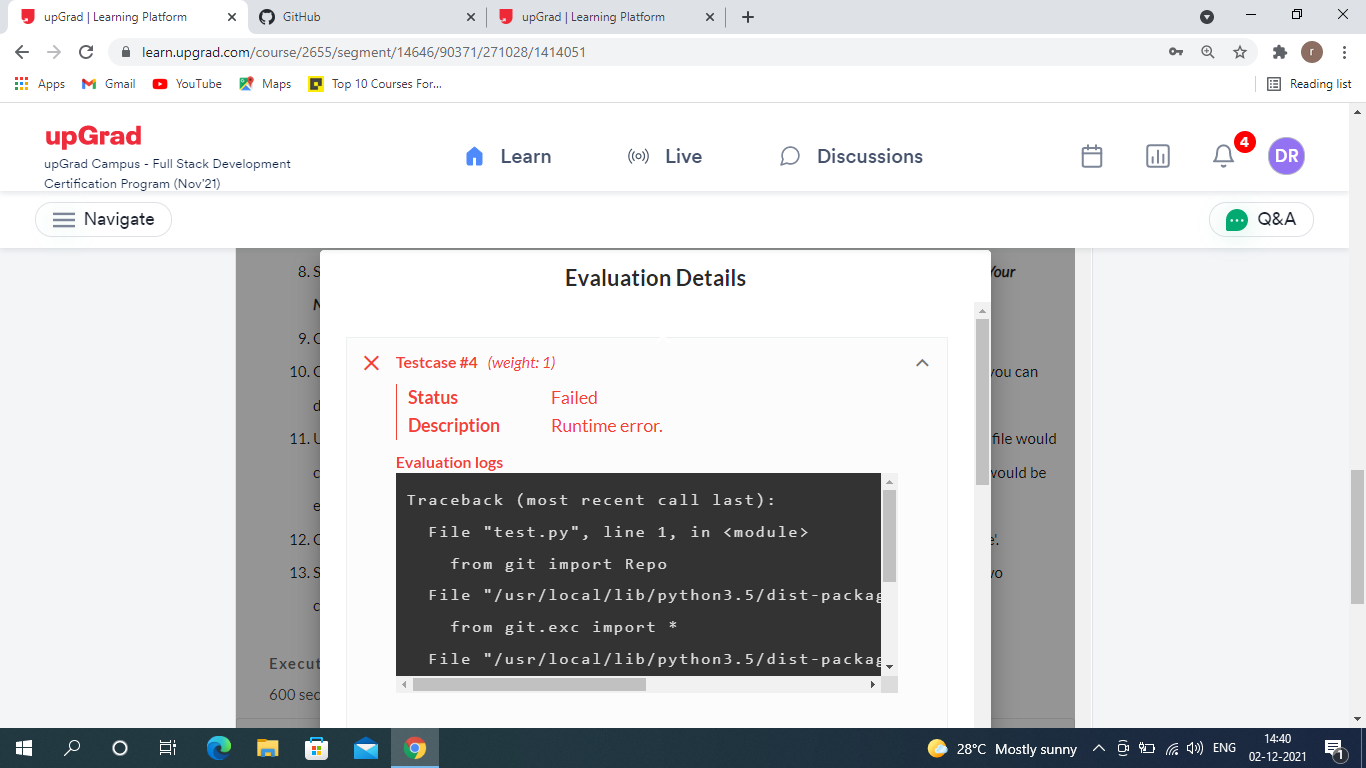 upGrad | Learning Platform
GitHub
upGrad | Learning Platform
learn.upgrad.com/course/2655/segment/14646/90371/271028/1414051
r
Apps
Gmail
YouTube
Maps
Top 10 Courses For...
Reading list
upGrad
upGrad Campus - Full Stack Development
Certification Program (Nov'21)
Learn
Live
Discussions
4
DR
Navigate
Q&A
8. S
Your
Evaluation Details
9. C
10. C
you can
d
11. U
file would
c
would be
e
12. C
e'.
13. S
vo
c
Testcase #4 (weight: 1)
Status Failed
Description Runtime error.
Evaluation logs
Traceback (most recent call last):
File "test.py", line 1, in <module>
from git import Repo
File "/usr/local/lib/python3.5/dist-packag
from git.exc import *
File "/usr/local/lib/python3.5/dist-packag
Execut
600 sec
28°C Mostly sunny
ENG
14:40
02-12-2021
1